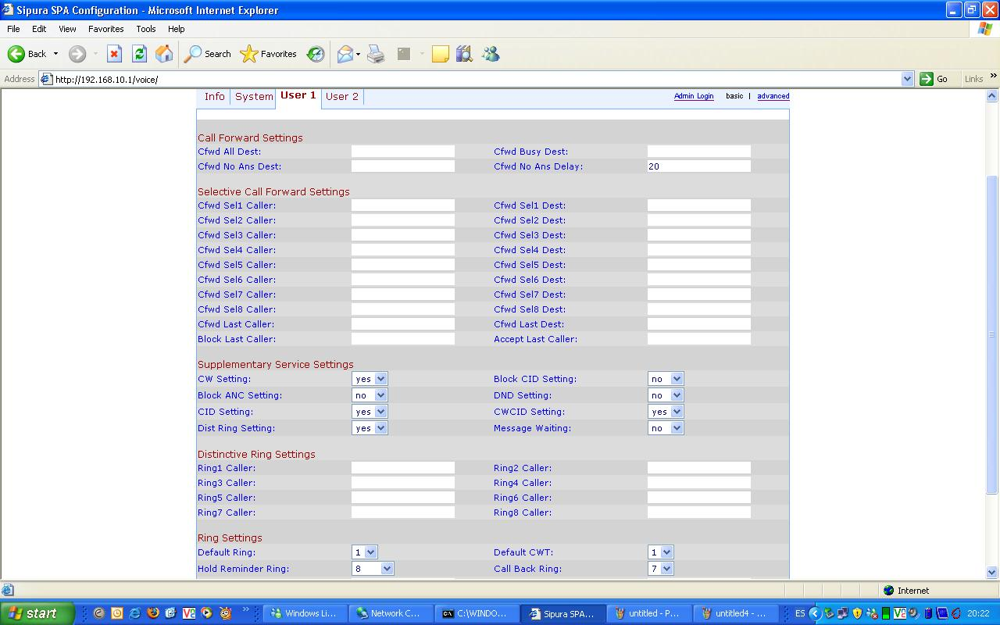 Sipura SPA Configuration - Microsoft Internet Explorer
File Edit View Favorites Tools Help
Back Search Favorites
Address http://192.168.10.1/voice/ Go Links »
Info System User 1 User 2 Admin Login basic | advanced
Call Forward Settings
Cfwd All Dest: Cfwd Busy Dest:
Cfwd No Ans Dest: Cfwd No Ans Delay: 20
Selective Call Forward Settings
Cfwd Sel1 Caller: Cfwd Sel1 Dest:
Cfwd Sel2 Caller: Cfwd Sel2 Dest:
Cfwd Sel3 Caller: Cfwd Sel3 Dest:
Cfwd Sel4 Caller: Cfwd Sel4 Dest:
Cfwd Sel5 Caller: Cfwd Sel5 Dest:
Cfwd Sel6 Caller: Cfwd Sel6 Dest:
Cfwd Sel7 Caller: Cfwd Sel7 Dest:
Cfwd Sel8 Caller: Cfwd Sel8 Dest:
Cfwd Last Caller: Cfwd Last Dest:
Block Last Caller: Accept Last Caller:
Supplementary Service Settings
CW Setting: yes Block CID Setting: no
Block ANC Setting: no DND Setting: no
CID Setting: yes CWCID Setting: yes
Dist Ring Setting: yes Message Waiting: no
Distinctive Ring Settings
Ring1 Caller: Ring2 Caller:
Ring3 Caller: Ring4 Caller:
Ring5 Caller: Ring6 Caller:
Ring7 Caller: Ring8 Caller:
Ring Settings
Default Ring: 1 Default CWT: 1
Hold Reminder Ring: 8 Call Back Ring: 7
Internet
start » Windows Li... Network C... C:\WINDO... Sipura SPA... untitled - P... untitled4 - ... ES 20:22